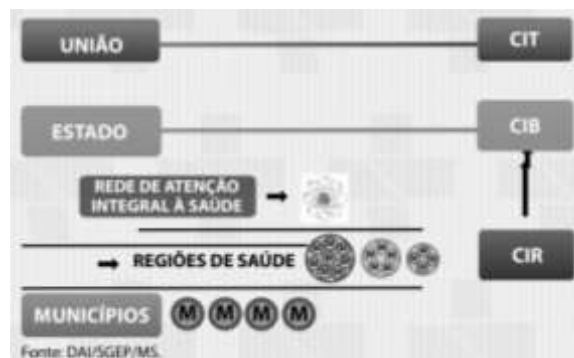 UNIÃO
CIT
ESTADO
CIB
REDE DE ATENÇÃO
INTEGRAL À SAÚDE
REGIÕES DE SAÚDE
CIR
MUNICÍPIOS M M M M
Fonte: DAI/SGEP/MS.